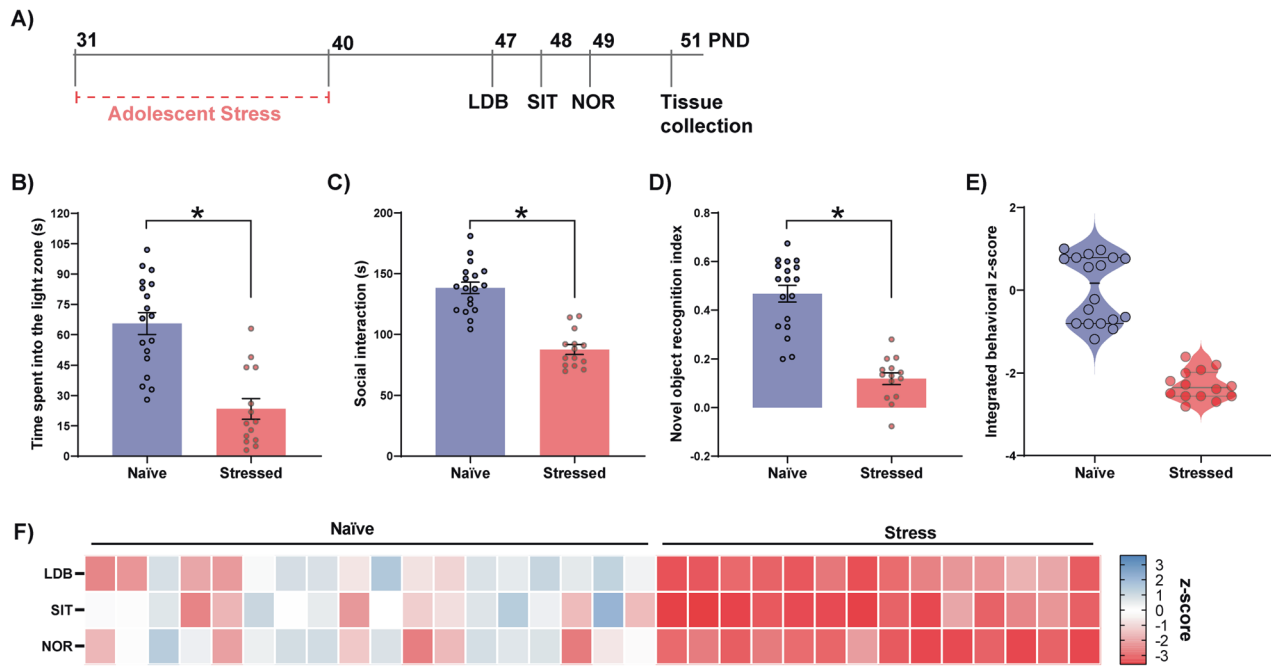 A)
31 40 47 48 49 51 PND
Adolescent Stress
LDB SIT NOR Tissue
collection
B)
Time spent into the light zone (s)
120
105
90
75
60
45
30
15
0
*
Naïve Stressed
C)
Social interaction (s)
200
150
100
50
0
*
Naïve Stressed
D)
Novel object recognition index
0.8
0.6
0.4
0.2
0.0
-0.2
*
Naïve Stressed
E)
Integrated behavioral z-score
2
0
-2
-4
Naïve Stressed
F)
Naïve Stress
LDB
SIT
NOR
3
2
1
0
-1
-2
-3
z-score